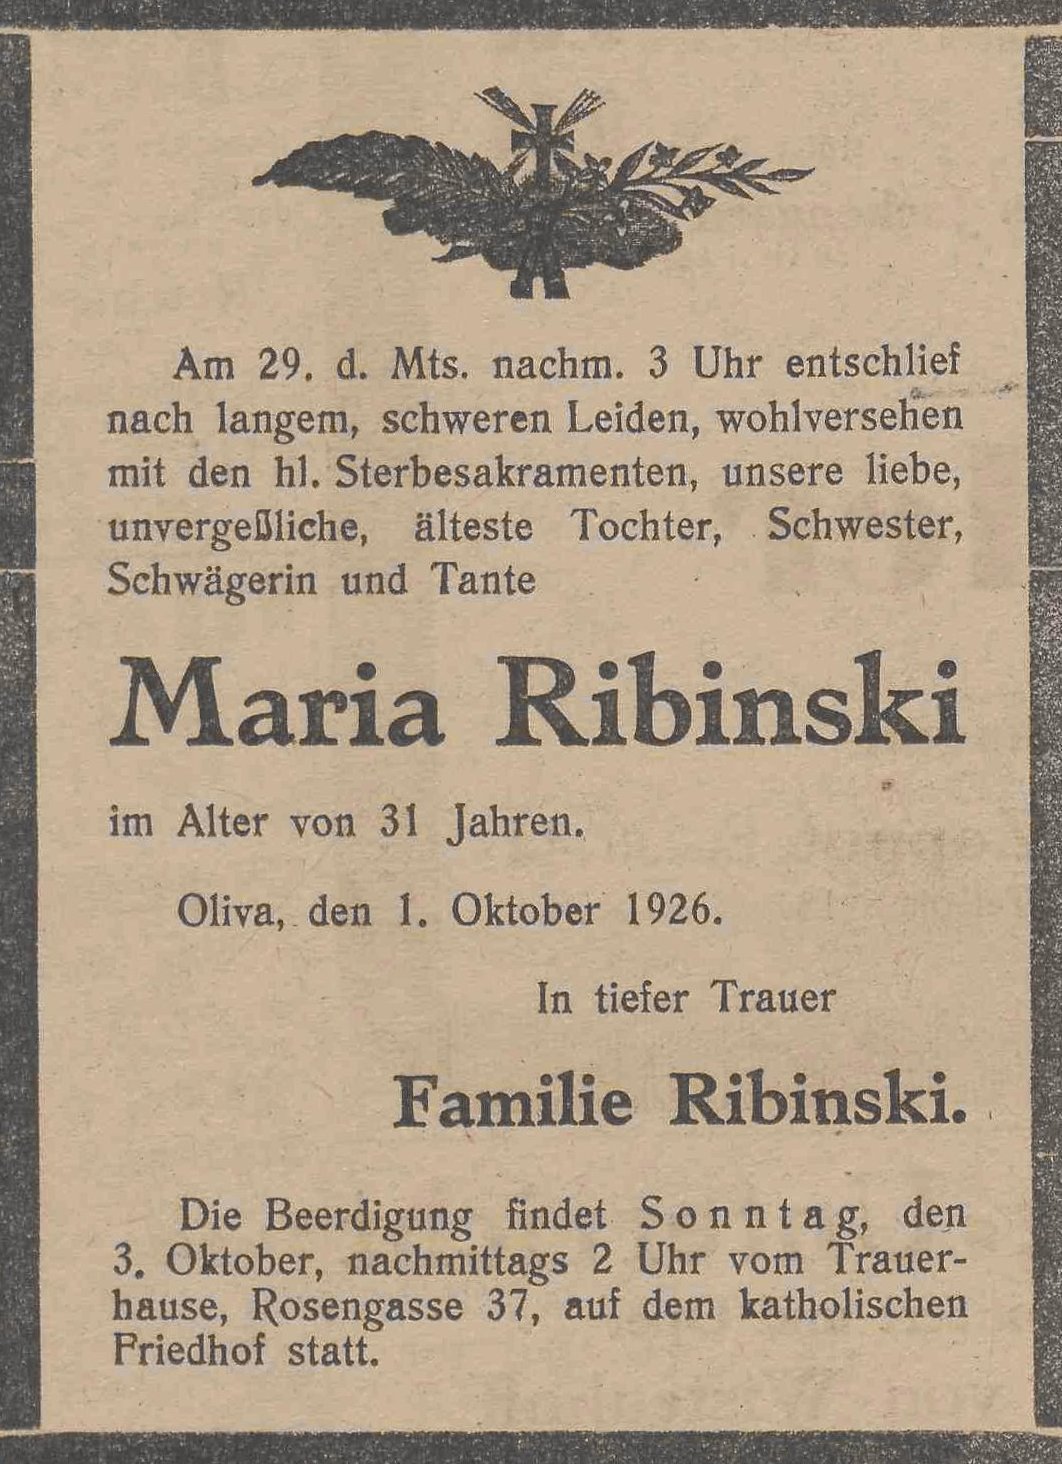 Am 29. d. Mts. nachm. 3 Uhr entschlief
nach langem, schweren Leiden, wohlversehen
mit den hl. Sterbesakramenten, unsere liebe,
unvergeßliche, älteste Tochter, Schwester,
Schwägerin und Tante
Maria Ribinski
im Alter von 31 Jahren.
Oliva, den 1. Oktober 1926.
In tiefer Trauer
Familie Ribinski.
Die Beerdigung findet Sonntag, den
3. Oktober, nachmittags 2 Uhr vom Trauer-
hause, Rosengasse 37, auf dem katholischen
Friedhof statt.